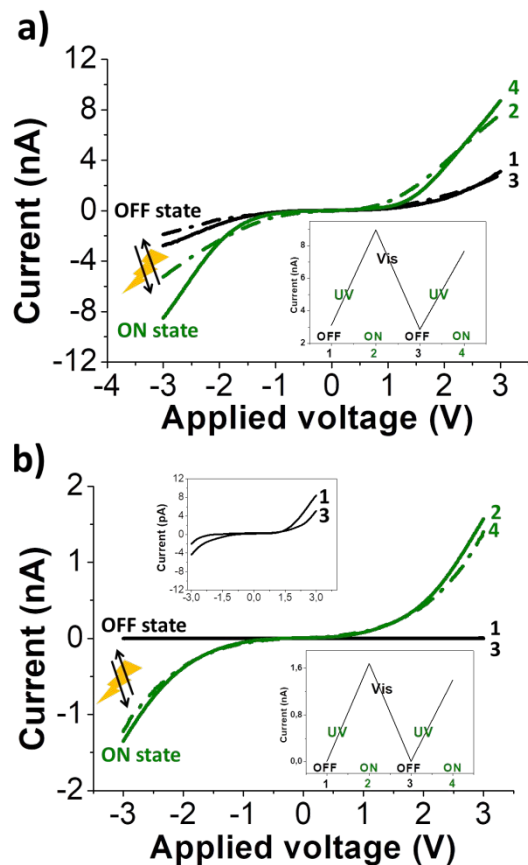 a)
Current (nA)
12
8
4
0
-4
-8
-12
4
2
1
3
OFF state
ON state
Current (nA)
8
6
4
2
UV
Vis
UV
OFF ON OFF ON
1 2 3 4
-4 -3 -2 -1 0 1 2 3
Applied voltage (V)
b)
Current (nA)
2
1
0
-1
-2
Current (pA)
12
8
4
0
-4
-8
-12
1
3
-3,0 -1,5 0,0 1,5 3,0
2
4
OFF state
1
3
ON state
Current (nA)
1,6
0,8
0,0
UV
Vis
UV
OFF ON OFF ON
1 2 3 4
-3 -2 -1 0 1 2 3
Applied voltage (V)